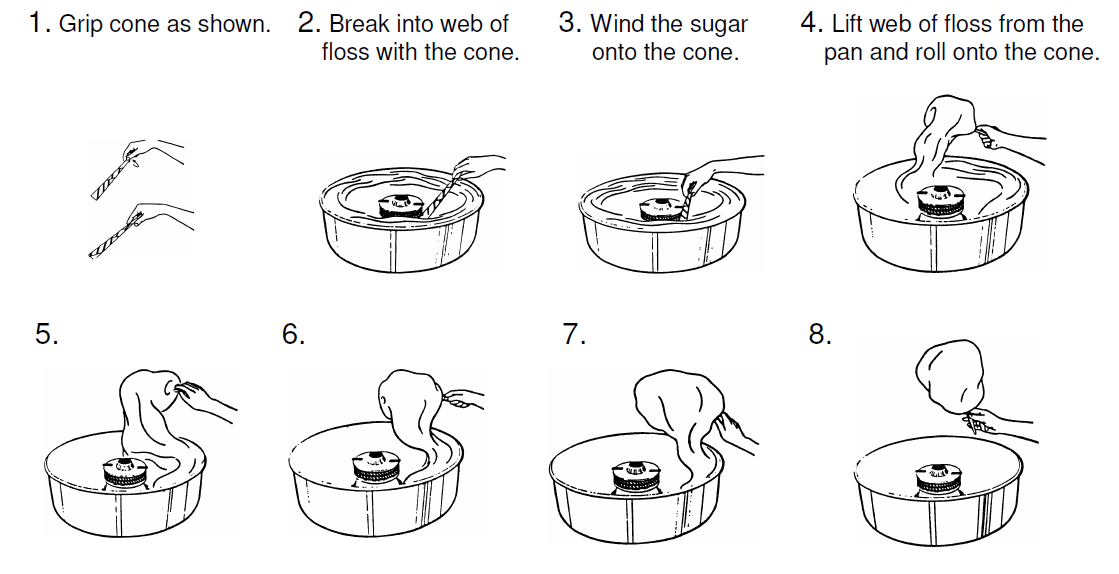 1. Grip cone as shown.
2. Break into web of
floss with the cone.
3. Wind the sugar
onto the cone.
4. Lift web of floss from the
pan and roll onto the cone.
5.
6.
7.
8.